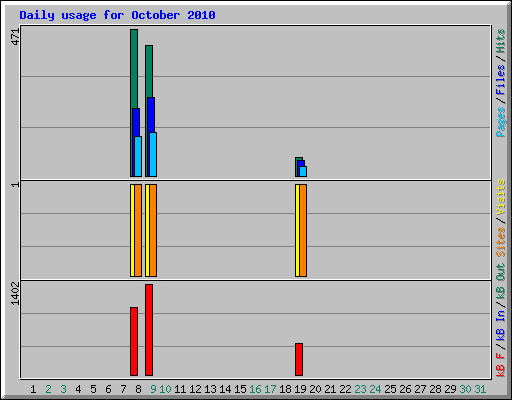 Daily usage for October 2010
471
Pages/Files/Hits
1
Sites/Visits
1402
kB F/kB In/kB Out
1 2 3 4 5 6 7 8 9 10 11 12 13 14 15 16 17 18 19 20 21 22 23 24 25 26 27 28 29 30 31